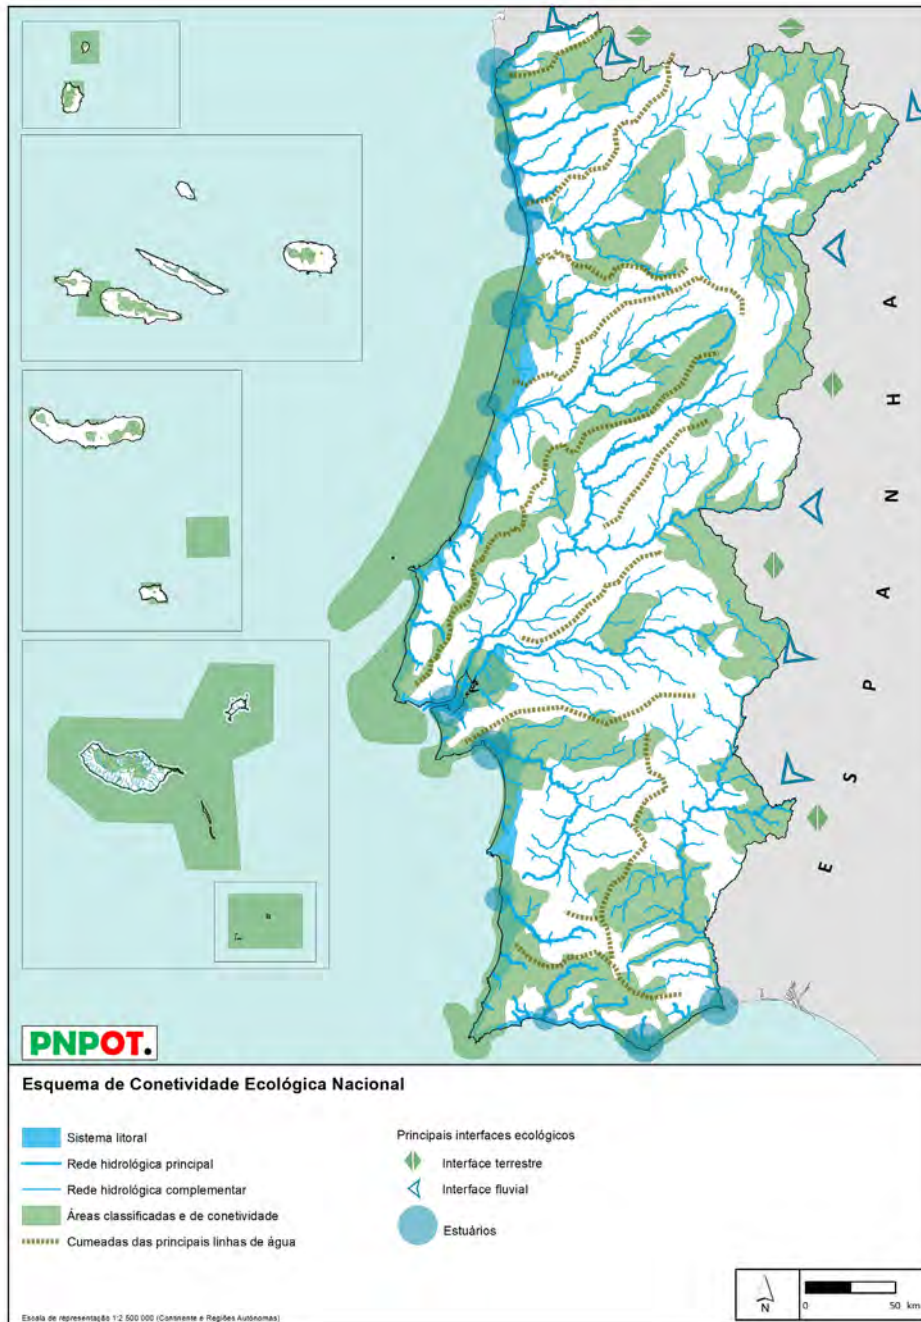 E S P A N H A
PNPOT.
Esquema de Conetividade Ecológica Nacional
Sistema litoral
Rede hidrológica principal
Rede hidrológica complementar
Áreas classificadas e de conetividade
Cumeadas das principais linhas de água
Principais interfaces ecológicos
Interface terrestre
Interface fluvial
Estuários
N
0 50 km
Escala de representação 1:2 500 000 (Continente e Regiões Autónomas)